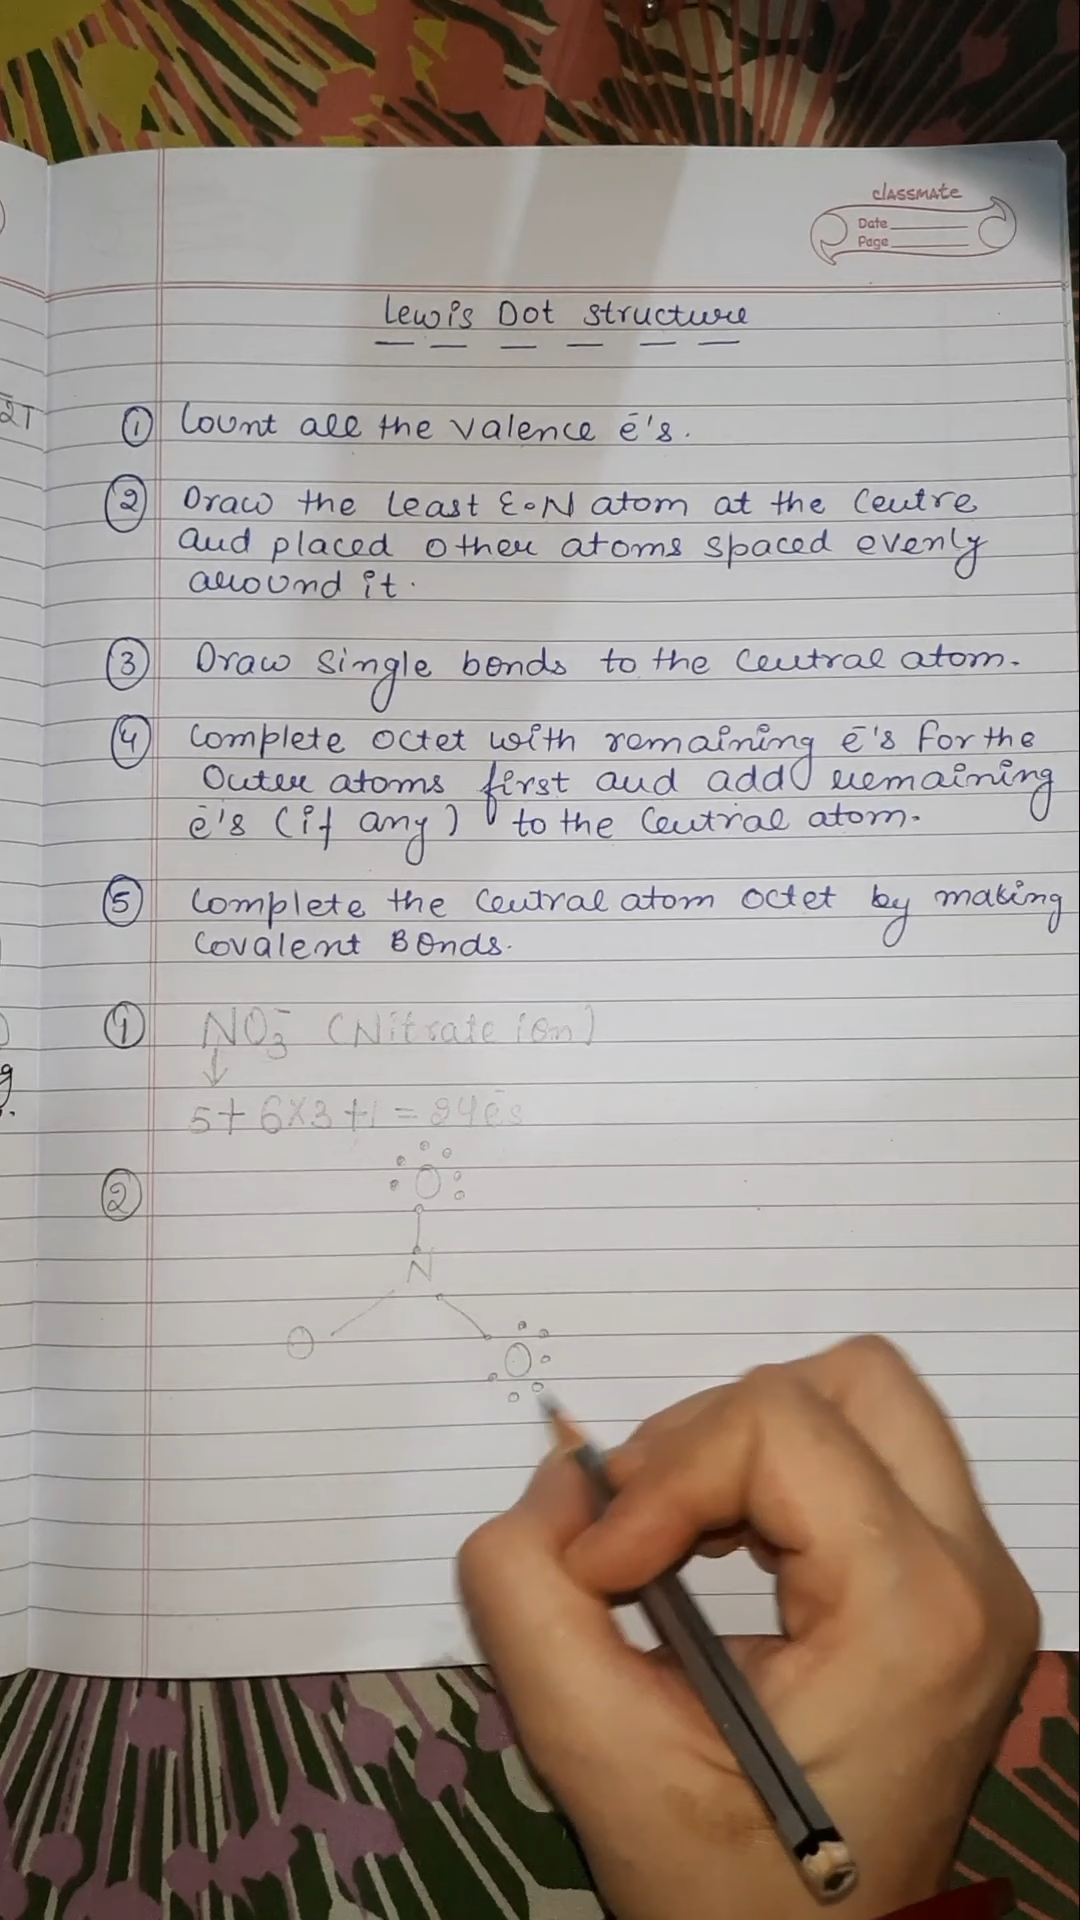 classmate
Date
Page
Lewis Dot structure
2T
① Count all the valence ē's.
② Draw the least E.N atom at the Centre
and placed other atoms spaced evenly
around it.
③ Draw single bonds to the central atom.
④ Complete octet with remaining ē's for the
Outer atoms first and add remaining
ē's (if any) to the Central atom.
⑤ Complete the Central atom octet by making
Covalent Bonds.
① NO₃⁻ (Nitrate ion)
g.
5+ 6×3 +1 = 24ēs
②
O
N
O O